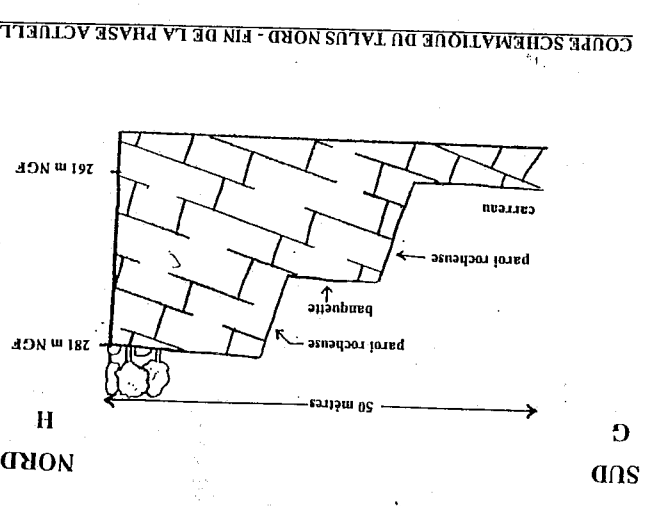 SUD NORD
G H
50 mètres
281 m NGF
paroi rocheuse
banquette
paroi rocheuse
carreau
261 m NGF
COUPE SCHEMATIQUE DU TALUS NORD - FIN DE LA PHASE ACTUELL